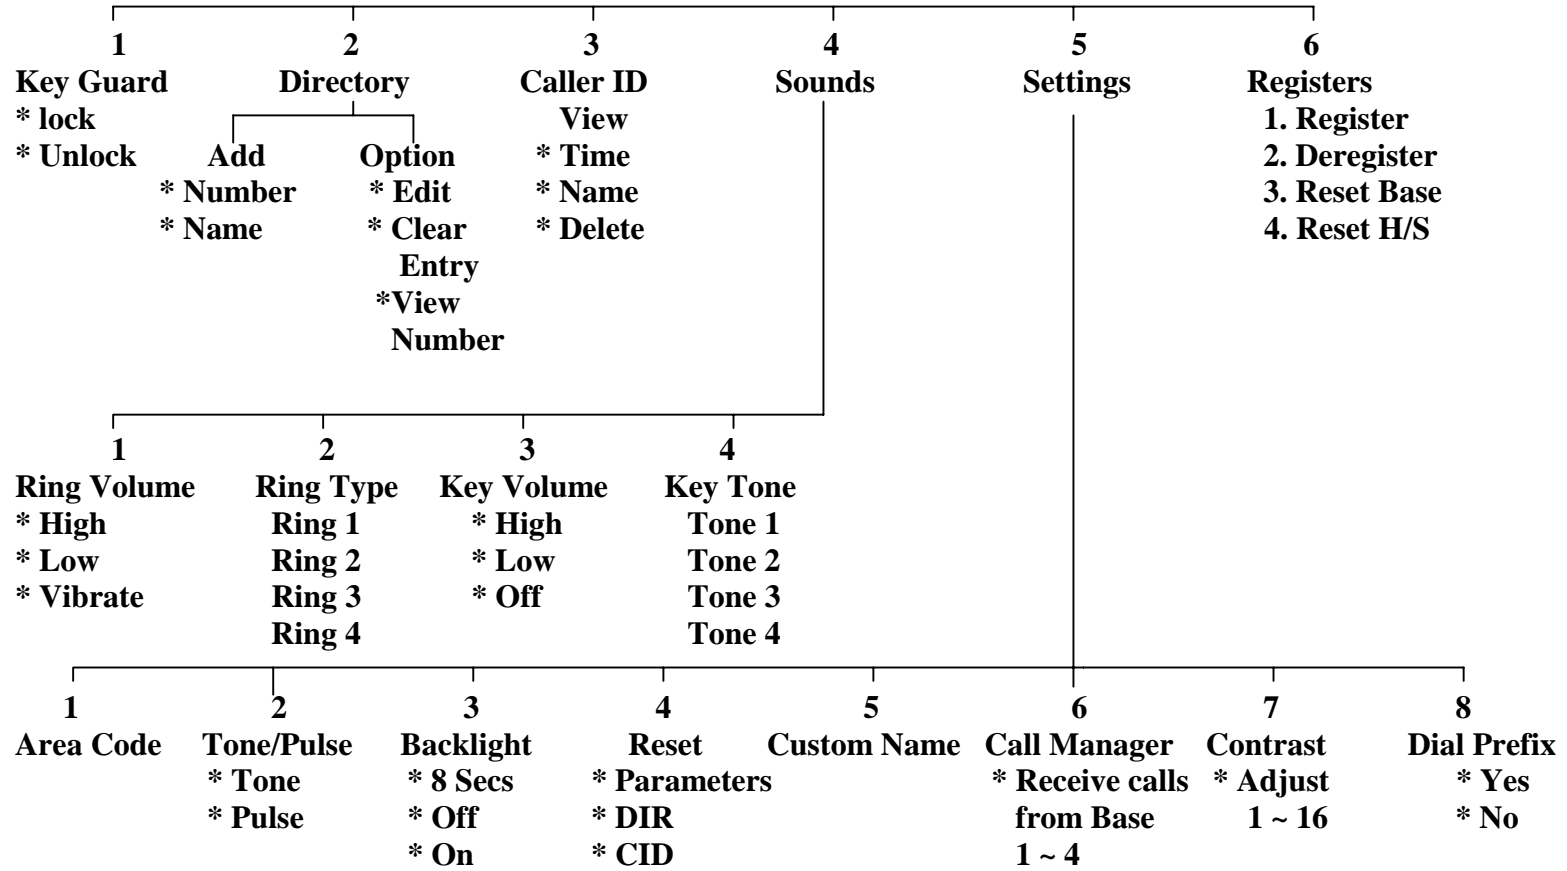 1 2 3 4 5 6
Key Guard Directory Caller ID Sounds Settings Registers
* lock View 1. Register
* Unlock Add Option * Time 2. Deregister
* Number * Edit * Name 3. Reset Base
* Name * Clear * Delete 4. Reset H/S
Entry
*View
Number
1 2 3 4
Ring Volume Ring Type Key Volume Key Tone
* High Ring 1 * High Tone 1
* Low Ring 2 * Low Tone 2
* Vibrate Ring 3 * Off Tone 3
Ring 4 Tone 4
1 2 3 4 5 6 7 8
Area Code Tone/Pulse Backlight Reset Custom Name Call Manager Contrast Dial Prefix
* Tone * 8 Secs * Parameters * Receive calls * Adjust * Yes
* Pulse * Off * DIR from Base 1 ~ 16 * No
* On * CID 1 ~ 4